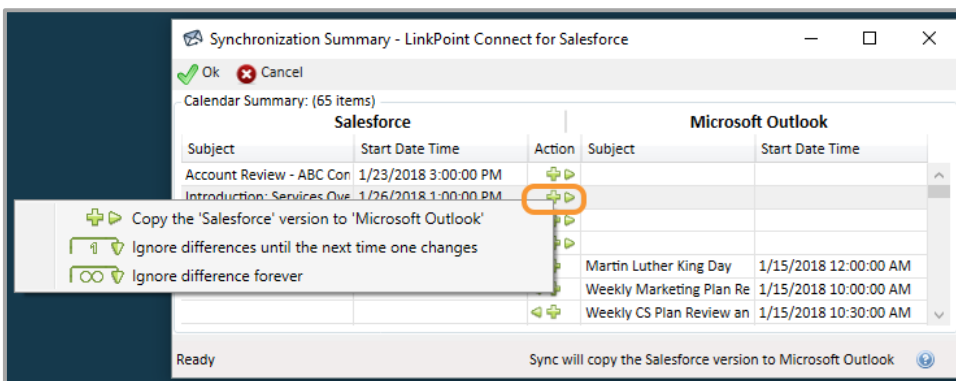 Synchronization Summary - LinkPoint Connect for Salesforce
Ok Cancel
Calendar Summary: (65 items)
Salesforce Microsoft Outlook
Subject Start Date Time Action Subject Start Date Time
Account Review - ABC Con 1/23/2018 3:00:00 PM
Introduction: Services Ove 1/26/2018 1:00:00 PM
Copy the 'Salesforce' version to 'Microsoft Outlook'
1 Ignore differences until the next time one changes
Ignore difference forever
Martin Luther King Day 1/15/2018 12:00:00 AM
Weekly Marketing Plan Re 1/15/2018 10:00:00 AM
Weekly CS Plan Review an 1/15/2018 10:30:00 AM
Ready Sync will copy the Salesforce version to Microsoft Outlook ?